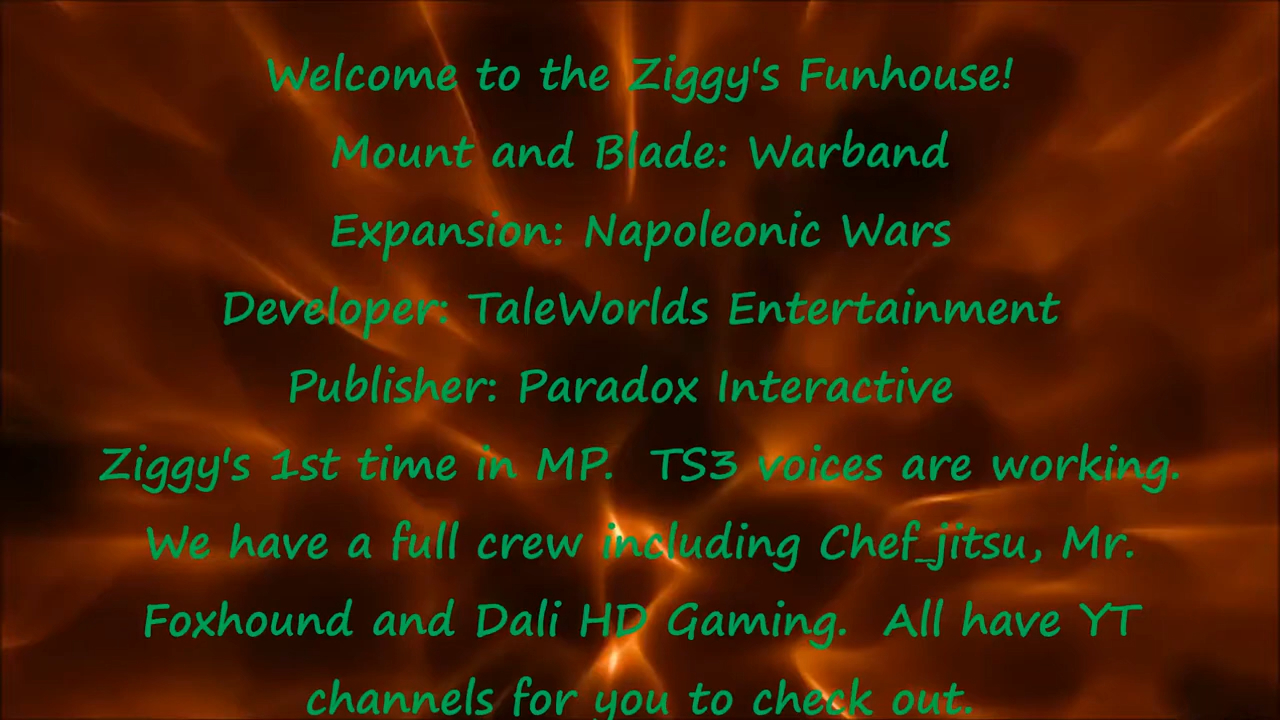 Welcome to the Ziggy's Funhouse!
Mount and Blade: Warband
Expansion: Napoleonic Wars
Developer: TaleWorlds Entertainment
Publisher: Paradox Interactive
Ziggy's 1st time in MP.  TS3 voices are working.
We have a full crew including Chef_jitsu, Mr.
Foxhound and Dali HD Gaming.  All have YT
channels for you to check out.